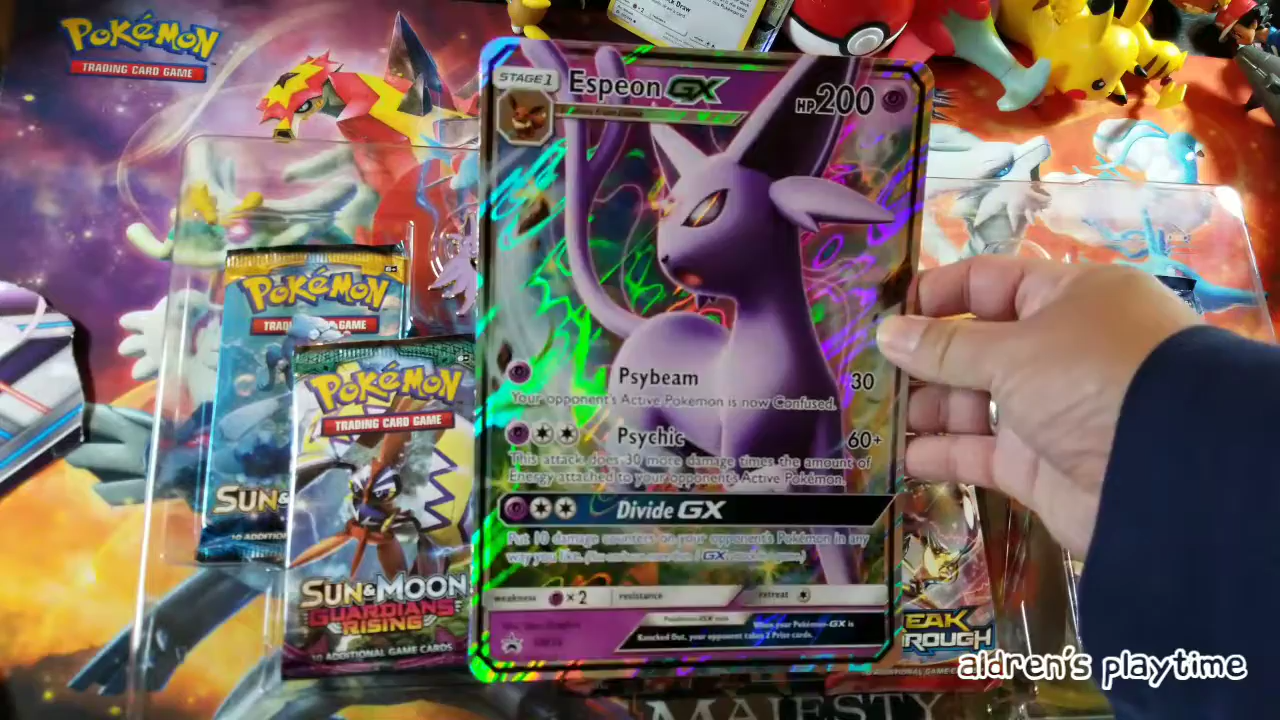 Pokémon
TRADING CARD GAME
STAGE 1
Espeon GX
HP 200
Psybeam 30
Your opponent's Active Pokémon is now Confused.
Psychic 60+
This attack does 30 more damage times the amount of
Energy attached to your opponent's Active Pokémon.
Divide GX
Put 10 damage counters on your opponent's Pokémon in any
way you like.
weakness ×2 resistance retreat
When your Pokémon-GX is
Knocked Out, your opponent takes 2 Prize cards.
Pokémon
TRADING CARD GAME
SUN&
10 ADDITION
Pokémon
TRADING CARD GAME
SUN & MOON
GUARDIANS
RISING
10 ADDITIONAL GAME CARDS
EAK
ROUGH
MAJESTY
aldren's playtime